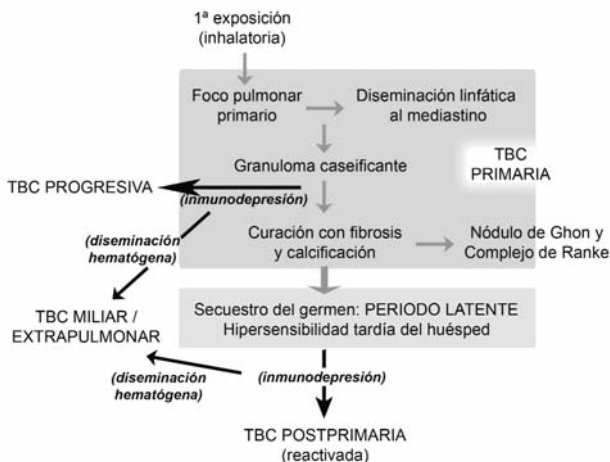 1ª exposición
(inhalatoria)
Foco pulmonar
primario
Diseminación linfática
al mediastino
Granuloma caseificante
TBC
PRIMARIA
TBC PROGRESIVA
(inmunodepresión)
(diseminación
hematógena)
Curación con fibrosis
y calcificación
Nódulo de Ghon y
Complejo de Ranke
Secuestro del germen: PERIODO LATENTE
Hipersensibilidad tardía del huésped
TBC MILIAR /
EXTRAPULMONAR
(diseminación
hematógena)
(inmunodepresión)
TBC POSTPRIMARIA
(reactivada)